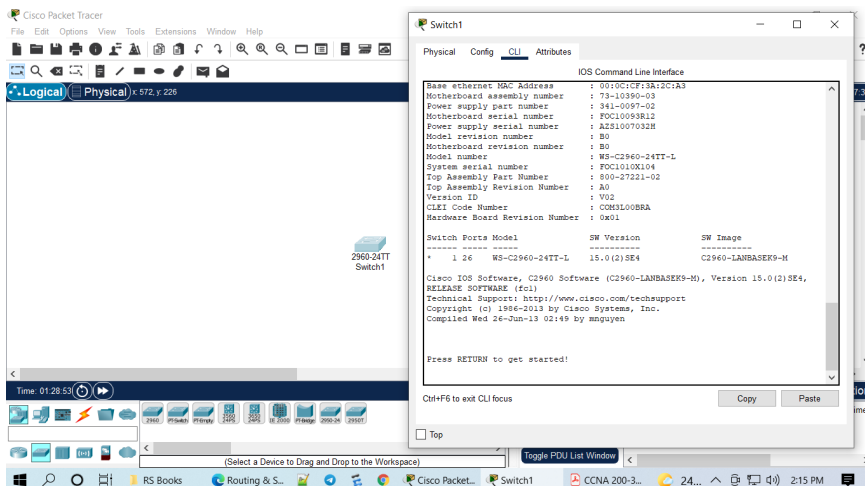 Cisco Packet Tracer
File Edit Options View Tools Extensions Window Help
Logical Physical x: 572, y: 226
2960-24TT
Switch1
Time: 01:28:53
2960 PT-Switch PT-Empty 3560 24PS 3650 24PS IE 2000 PT-Bridge 2950-24 2950T
(Select a Device to Drag and Drop to the Workspace)
Toggle PDU List Window
Switch1
Physical Config CLI Attributes
IOS Command Line Interface
Base ethernet MAC Address : 00:0C:CF:3A:2C:A3
Motherboard assembly number : 73-10390-03
Power supply part number : 341-0097-02
Motherboard serial number : FOC10093R12
Power supply serial number : AZS1007032H
Model revision number : B0
Motherboard revision number : B0
Model number : WS-C2960-24TT-L
System serial number : FOC1010X104
Top Assembly Part Number : 800-27221-02
Top Assembly Revision Number : A0
Version ID : V02
CLEI Code Number : COM3L00BRA
Hardware Board Revision Number : 0x01
Switch Ports Model SW Version SW Image
------ ----- ----- ---------- ----------
* 1 26 WS-C2960-24TT-L 15.0(2)SE4 C2960-LANBASEK9-M
Cisco IOS Software, C2960 Software (C2960-LANBASEK9-M), Version 15.0(2)SE4,
RELEASE SOFTWARE (fc1)
Technical Support: http://www.cisco.com/techsupport
Copyright (c) 1986-2013 by Cisco Systems, Inc.
Compiled Wed 26-Jun-13 02:49 by mnguyen
Press RETURN to get started!
Ctrl+F6 to exit CLI focus
Copy Paste
Top
RS Books Routing & S... Cisco Packet... Switch1 CCNA 200-3... 24... 2:15 PM